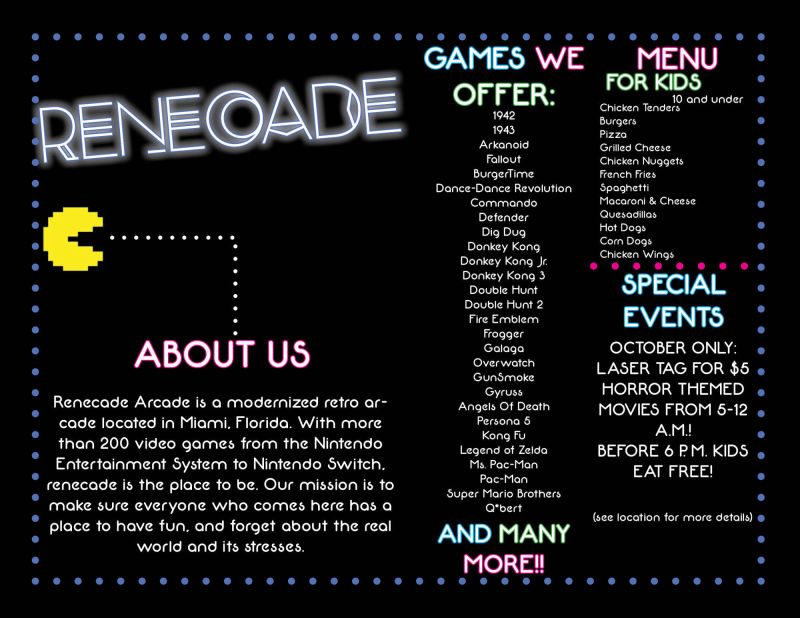 RENECADE
ABOUT US
Renecade Arcade is a modernized retro ar-
cade located in Miami, Florida. With more
than 200 video games from the Nintendo
Entertainment System to Nintendo Switch,
renecade is the place to be. Our mission is to
make sure everyone who comes here has a
place to have fun, and forget about the real
world and its stresses.
GAMES WE
OFFER:
1942
1943
Arkanoid
Fallout
BurgerTime
Dance-Dance Revolution
Commando
Defender
Dig Dug
Donkey Kong
Donkey Kong Jr.
Donkey Kong 3
Double Hunt
Double Hunt 2
Fire Emblem
Frogger
Galaga
Overwatch
GunSmoke
Gyruss
Angels Of Death
Persona 5
Kong Fu
Legend of Zelda
Ms. Pac-Man
Pac-Man
Super Mario Brothers
Q*bert
AND MANY
MORE!!
MENU
FOR KIDS
10 and under
Chicken Tenders
Burgers
Pizza
Grilled Cheese
Chicken Nuggets
French Fries
Spaghetti
Macaroni & Cheese
Quesadillas
Hot Dogs
Corn Dogs
Chicken Wings
SPECIAL
EVENTS
OCTOBER ONLY:
LASER TAG FOR $5
HORROR THEMED
MOVIES FROM 5-12
A.M.!
BEFORE 6 P.M. KIDS
EAT FREE!
(see location for more details)